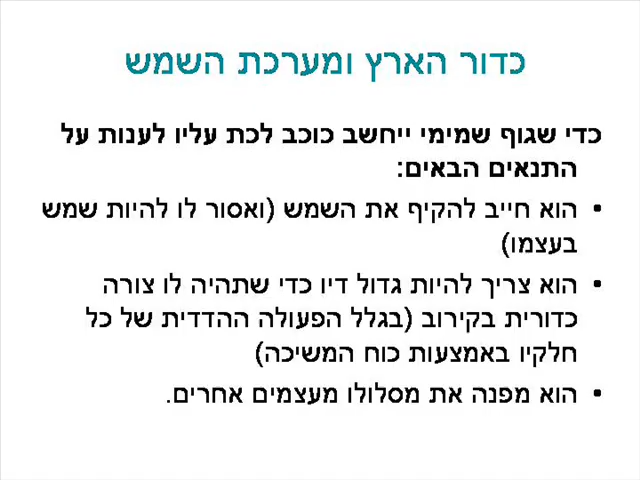 כדור הארץ ומערכת השמש
כדי שגוף שמימי ייחשב כוכב לכת עליו לענות על
התנאים הבאים:
• הוא חייב להקיף את השמש (ואסור לו להיות שמש
בעצמו)
• הוא צריך להיות גדול דיו כדי שתהיה לו צורה
כדורית בקירוב (בגלל הפעולה ההדדית של כל
חלקיו באמצעות כוח המשיכה)
• הוא מפנה את מסלולו מעצמים אחרים.